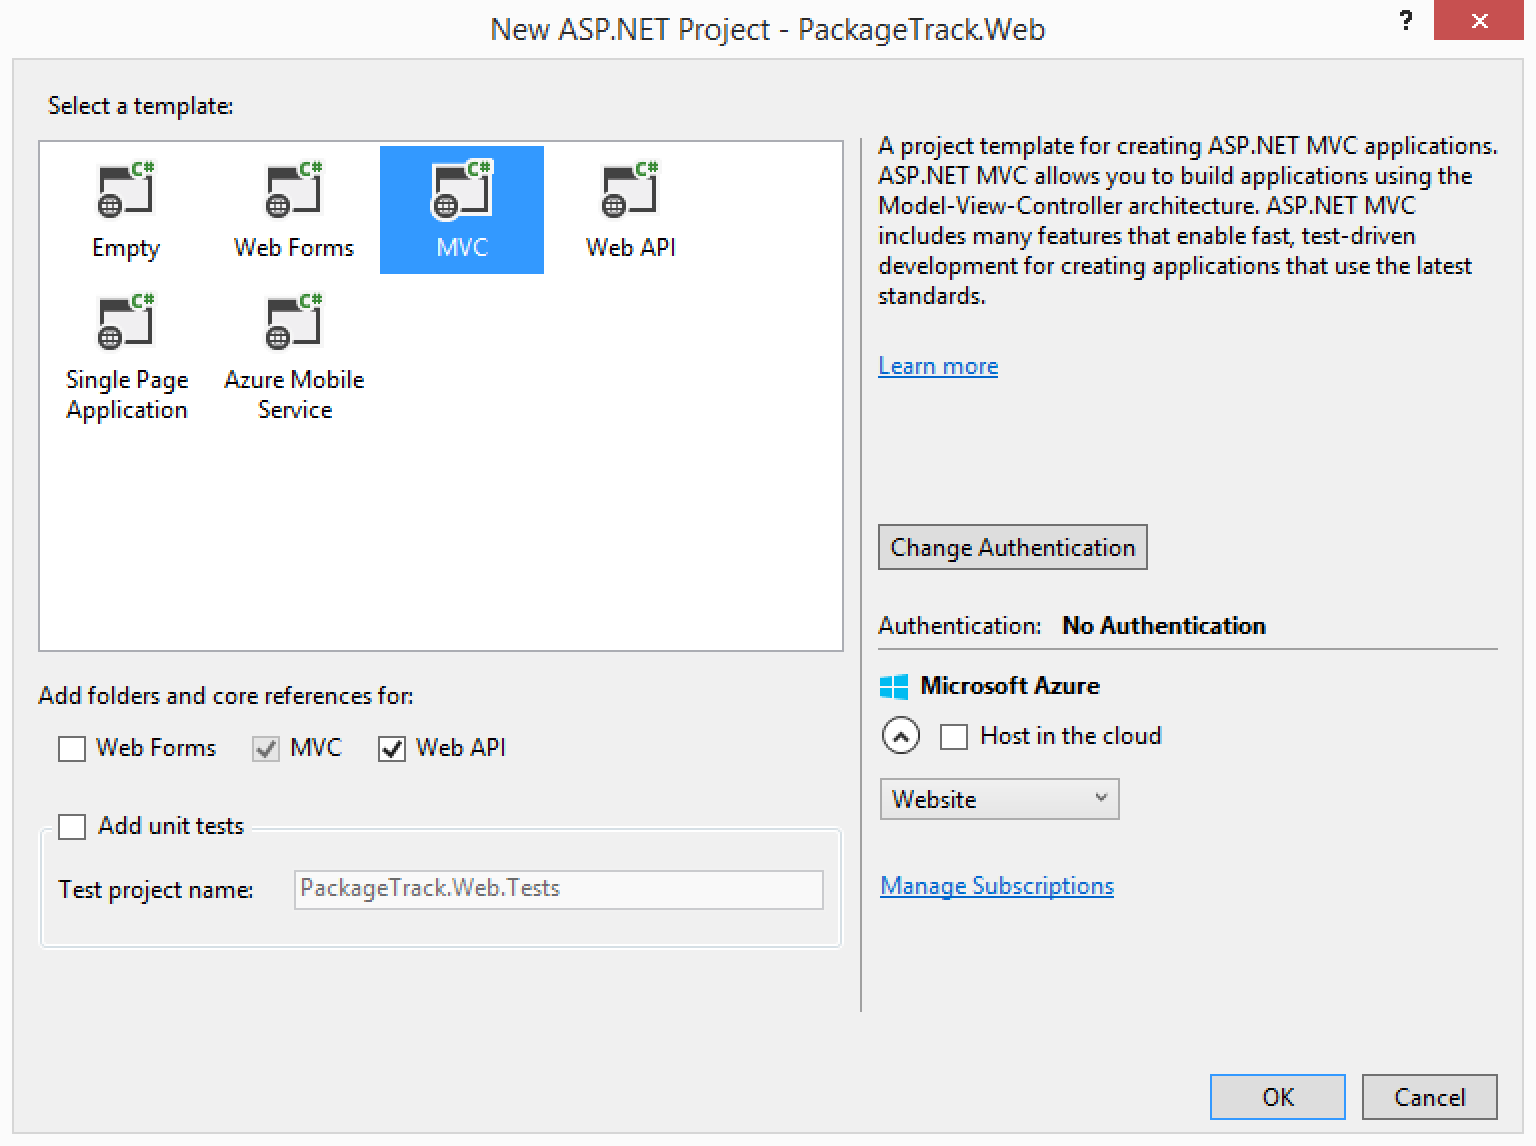 New ASP.NET Project - PackageTrack.Web
?
Select a template:
C# C# C# C#
Empty Web Forms MVC Web API
C# C#
Single Page Azure Mobile
Application Service
A project template for creating ASP.NET MVC applications.
ASP.NET MVC allows you to build applications using the
Model-View-Controller architecture. ASP.NET MVC
includes many features that enable fast, test-driven
development for creating applications that use the latest
standards.
Learn more
Change Authentication
Authentication: No Authentication
Microsoft Azure
Host in the cloud
Website
Manage Subscriptions
Add folders and core references for:
Web Forms MVC Web API
Add unit tests
Test project name: PackageTrack.Web.Tests
OK Cancel